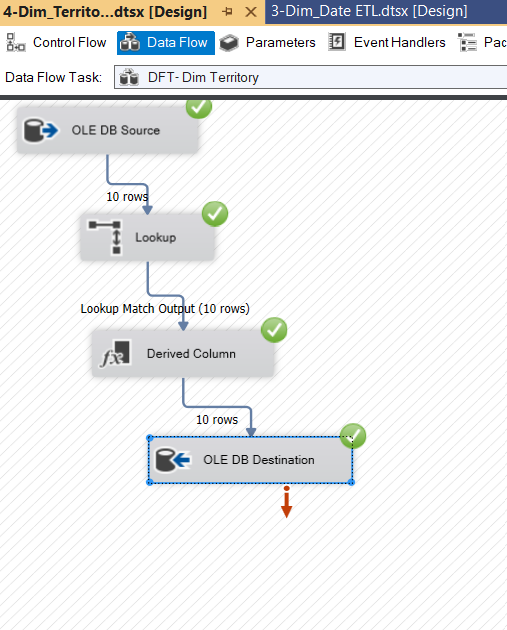 4-Dim_Territo...dtsx [Design] 3-Dim_Date ETL.dtsx [Design]
Control Flow Data Flow Parameters Event Handlers Pac
Data Flow Task: DFT- Dim Territory
OLE DB Source
10 rows
Lookup
Lookup Match Output (10 rows)
fx Derived Column
10 rows
OLE DB Destination